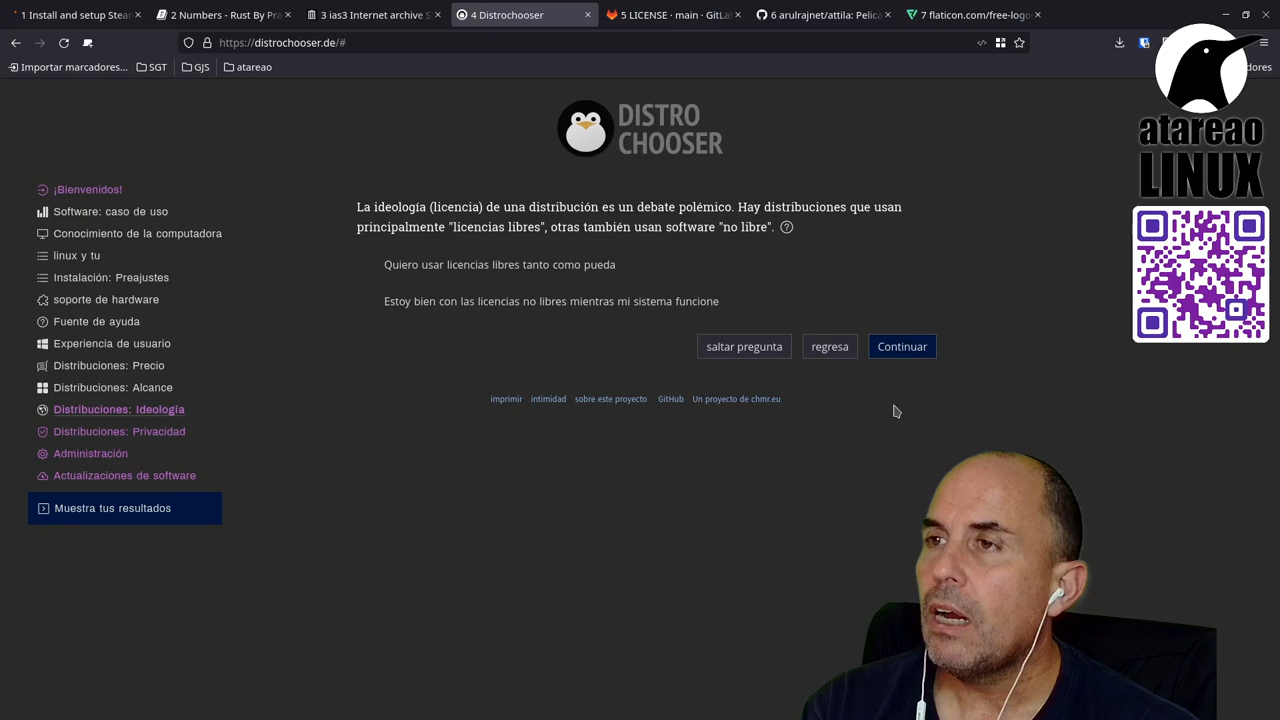 1 Install and setup Stear
2 Numbers - Rust By Pra
3 ias3 Internet archive S
4 Distrochooser
5 LICENSE · main · GitLa
6 arulrajnet/attila: Pelica
7 flaticon.com/free-logo
https://distrochooser.de/#
Importar marcadores...
SGT
GJS
atareao
dores
DISTRO
CHOOSER
atareao
LINUX
¡Bienvenidos!
Software: caso de uso
Conocimiento de la computadora
linux y tu
Instalación: Preajustes
soporte de hardware
Fuente de ayuda
Experiencia de usuario
Distribuciones: Precio
Distribuciones: Alcance
Distribuciones: Ideología
Distribuciones: Privacidad
Administración
Actualizaciones de software
Muestra tus resultados
La ideología (licencia) de una distribución es un debate polémico. Hay distribuciones que usan
principalmente "licencias libres", otras también usan software "no libre".
Quiero usar licencias libres tanto como pueda
Estoy bien con las licencias no libres mientras mi sistema funcione
saltar pregunta
regresa
Continuar
imprimir
intimidad
sobre este proyecto
GitHub
Un proyecto de chmr.eu